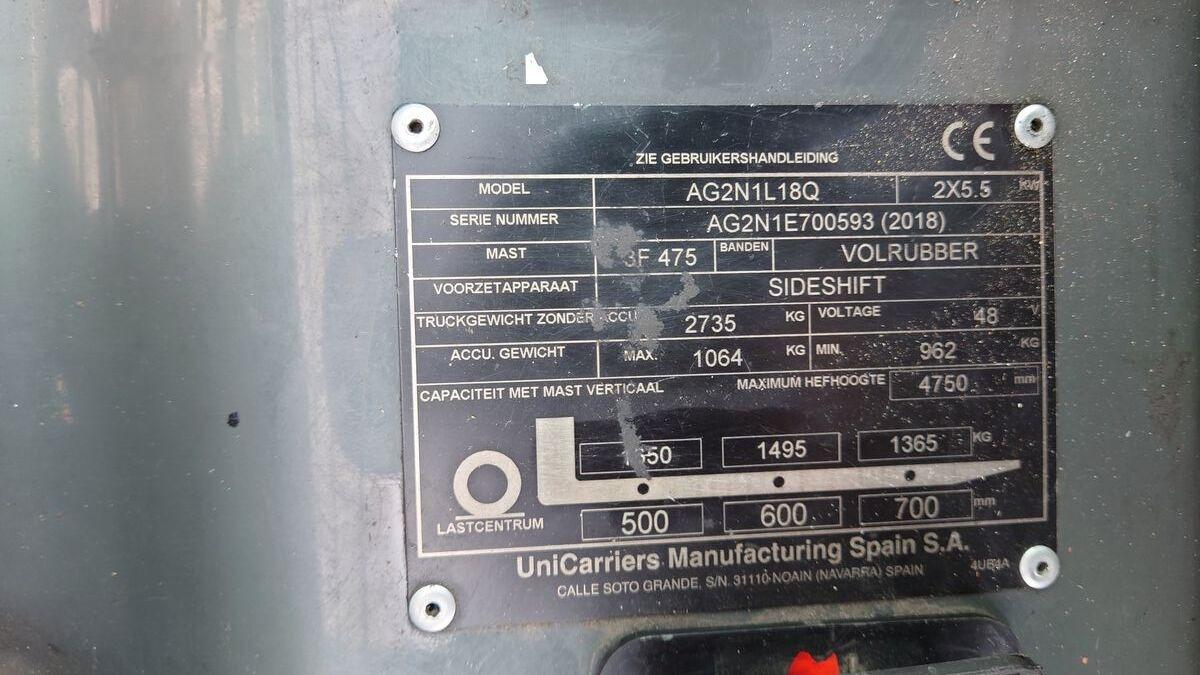 CE
ZIE GEBRUIKERSHANDLEIDING
MODEL AG2N1L18Q 2X5.5 KW
SERIE NUMMER AG2N1E700593 (2018)
MAST 3F 475 BANDEN VOLRUBBER
VOORZETAPPARAAT SIDESHIFT
TRUCKGEWICHT ZONDER ACCU. 2735 KG VOLTAGE 48 V
ACCU. GEWICHT MAX. 1064 KG MIN. 962 KG
CAPACITEIT MET MAST VERTICAAL MAXIMUM HEFHOOGTE 4750 mm
1495 1365 KG
LASTCENTRUM 500 600 700 mm
UniCarriers Manufacturing Spain S.A.
CALLE SOTO GRANDE, S/N. 31110-NOAIN (NAVARRA) SPAIN